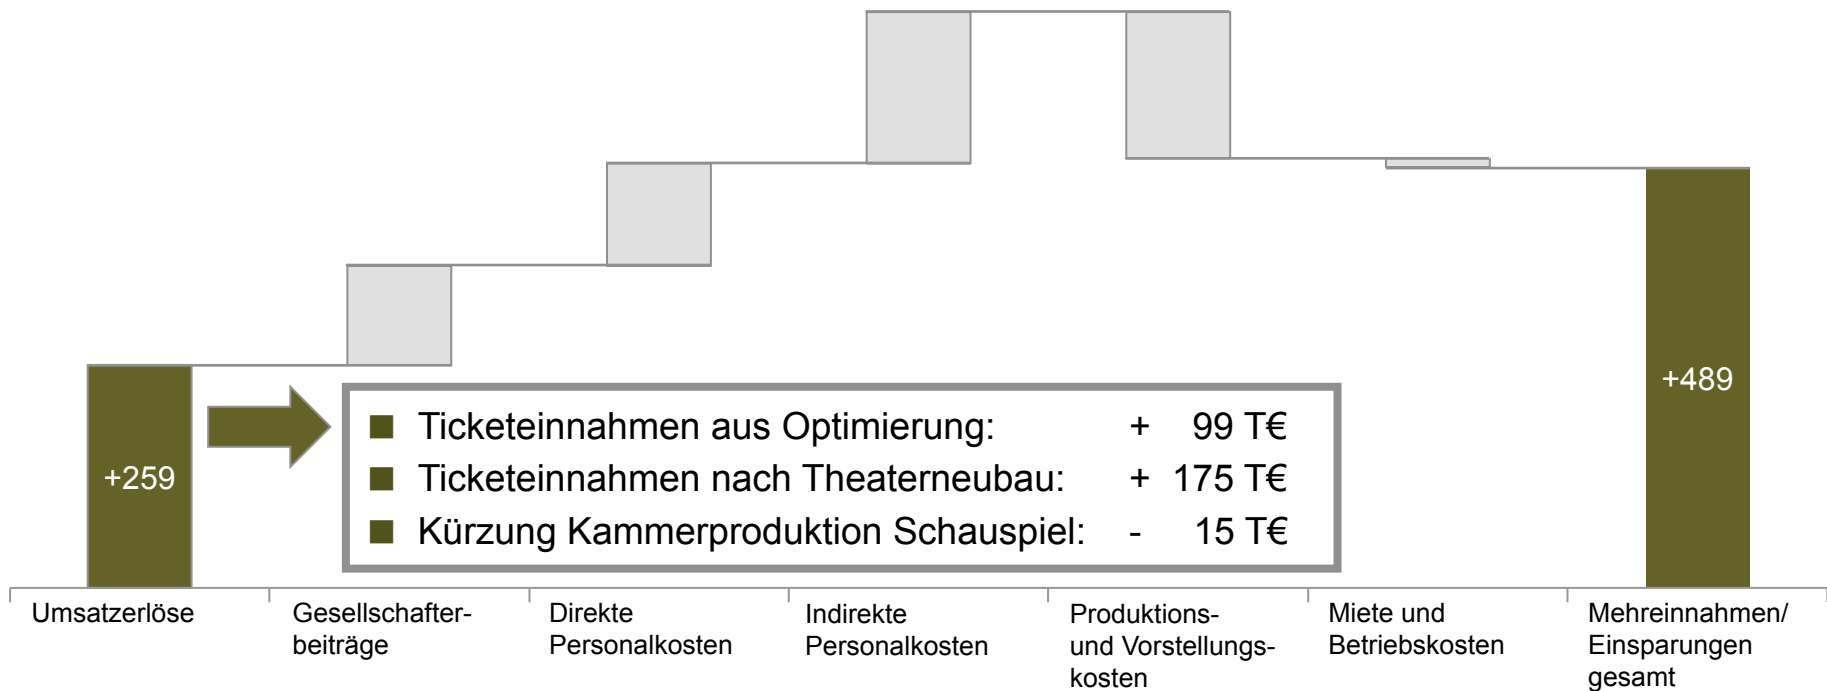 +489
+259
Ticketeinnahmen aus Optimierung: + 99 T€
Ticketeinnahmen nach Theaterneubau: + 175 T€
Kürzung Kammerproduktion Schauspiel: - 15 T€
Umsatzerlöse
Gesellschafter-
beiträge
Direkte
Personalkosten
Indirekte
Personalkosten
Produktions-
und Vorstellungs-
kosten
Miete und
Betriebskosten
Mehreinnahmen/
Einsparungen
gesamt